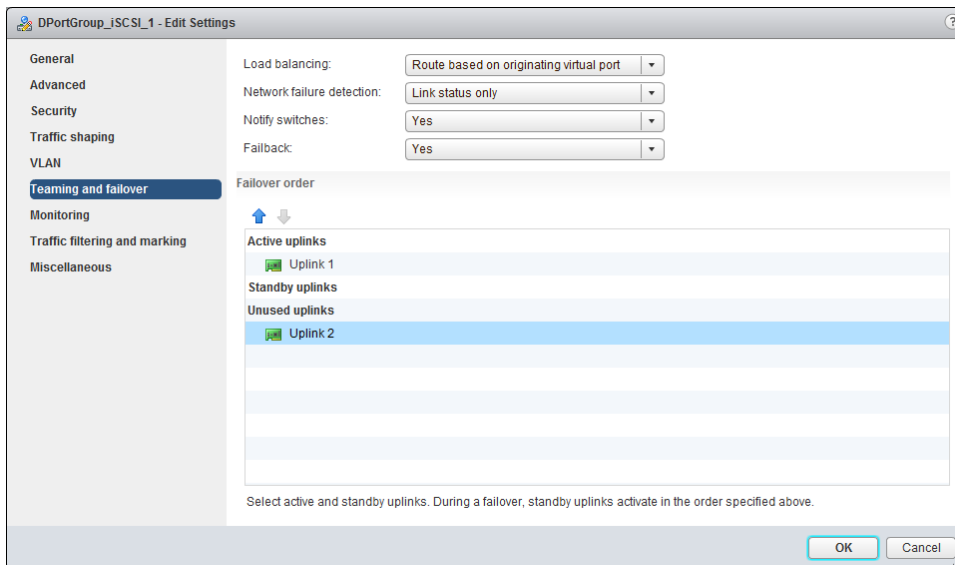 DPortGroup_iSCSI_1 - Edit Settings
?
General
Advanced
Security
Traffic shaping
VLAN
Teaming and failover
Monitoring
Traffic filtering and marking
Miscellaneous
Load balancing: Route based on originating virtual port
Network failure detection: Link status only
Notify switches: Yes
Failback: Yes
Failover order
Active uplinks
Uplink 1
Standby uplinks
Unused uplinks
Uplink 2
Select active and standby uplinks. During a failover, standby uplinks activate in the order specified above.
OK Cancel